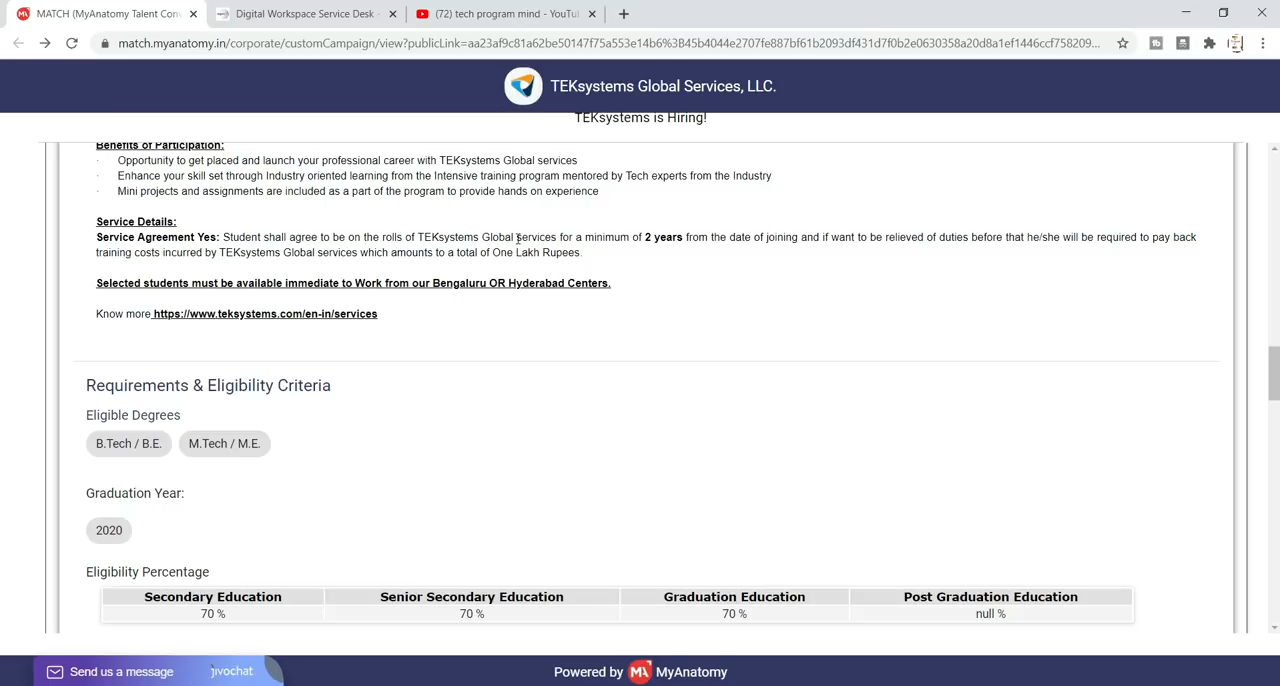 MATCH (MyAnatomy Talent Con
Digital Workspace Service Desk
(72) tech program mind - YouTu
match.myanatomy.in/corporate/customCampaign/view?publicLink=aa23af9c81a62be50147f75a553e14b6%3B45b4044e2707fe887bf61b2093df431d7f0b2e0630358a20d8a1ef1446ccf758209...
TEKsystems Global Services, LLC.
TEKsystems is Hiring!
Benefits of Participation:
· Opportunity to get placed and launch your professional career with TEKsystems Global services
· Enhance your skill set through Industry oriented learning from the Intensive training program mentored by Tech experts from the Industry
· Mini projects and assignments are included as a part of the program to provide hands on experience
Service Details:
Service Agreement Yes: Student shall agree to be on the rolls of TEKsystems Global services for a minimum of 2 years from the date of joining and if want to be relieved of duties before that he/she will be required to pay back
training costs incurred by TEKsystems Global services which amounts to a total of One Lakh Rupees.
Selected students must be available immediate to Work from our Bengaluru OR Hyderabad Centers.
Know more https://www.teksystems.com/en-in/services
Requirements & Eligibility Criteria
Eligible Degrees
B.Tech / B.E. M.Tech / M.E.
Graduation Year:
2020
Eligibility Percentage
Secondary Education Senior Secondary Education Graduation Education Post Graduation Education
70 % 70 % 70 % null %
Send us a message jivochat
Powered by MA MyAnatomy